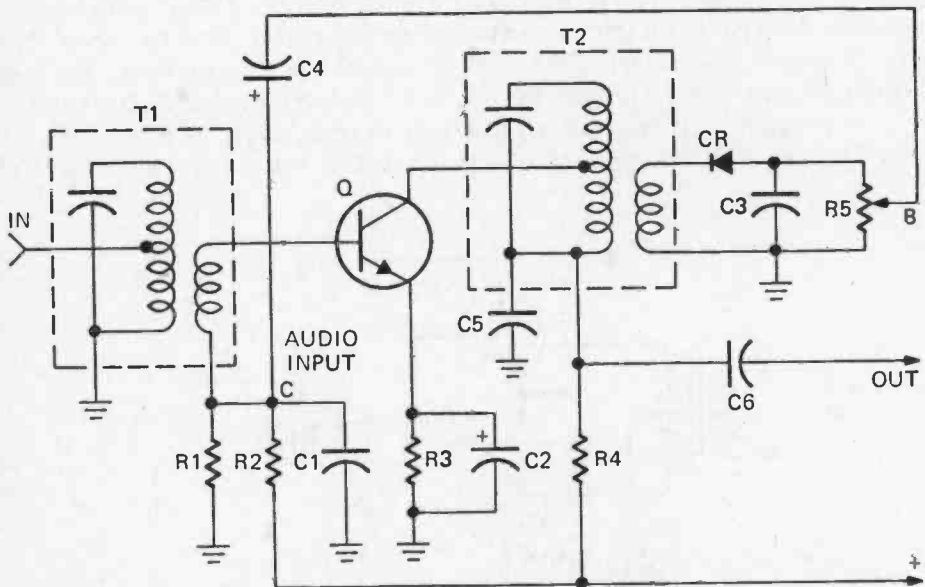 T2
C4
+
T1
CR
Q
C3
R5
B
IN
C5
AUDIO
INPUT
OUT
C
C6
R1
R2
C1
R3
+
C2
R4
+